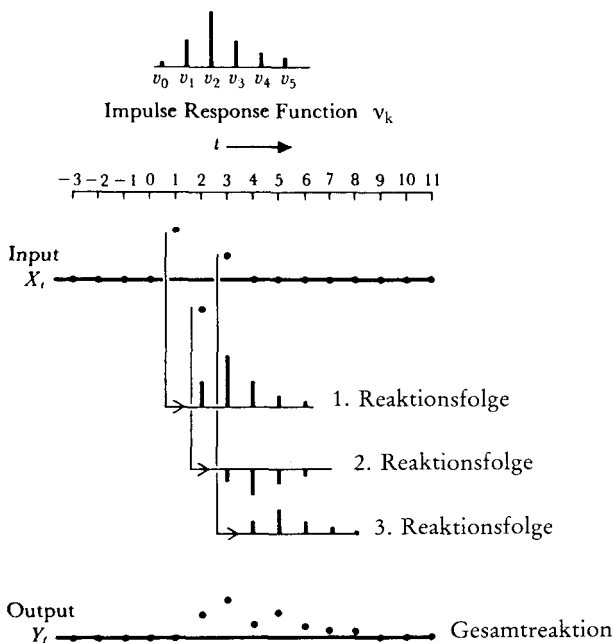 v0 v1 v2 v3 v4 v5
Impulse Response Function νk
t
−3 −2 −1 0 1 2 3 4 5 6 7 8 9 10 11
Input
Xt
1. Reaktionsfolge
2. Reaktionsfolge
3. Reaktionsfolge
Output
Yt
Gesamtreaktion